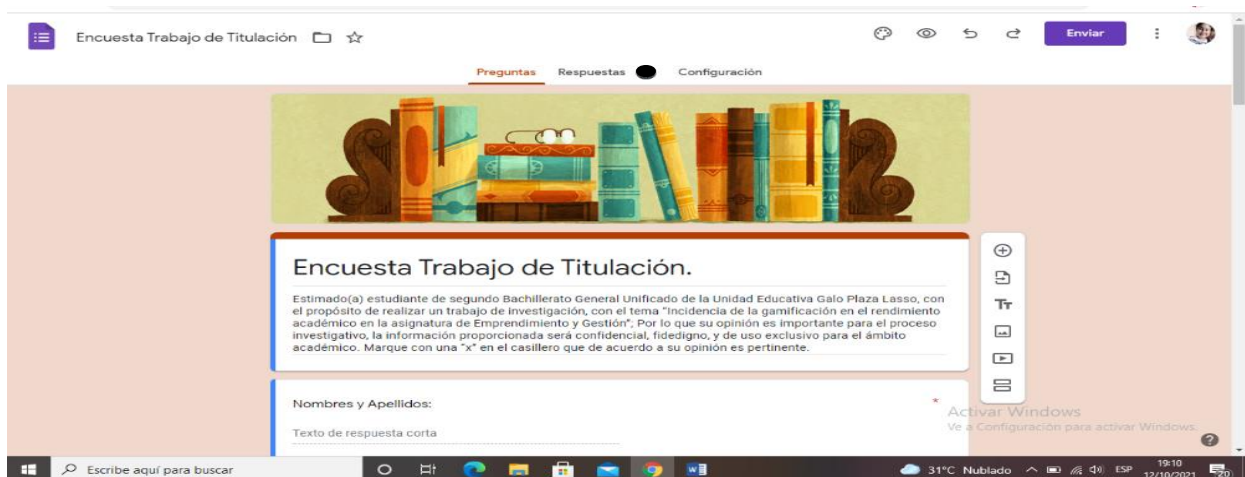 Encuesta Trabajo de Titulación
Enviar
Preguntas Respuestas Configuración
Encuesta Trabajo de Titulación.
Estimado(a) estudiante de segundo Bachillerato General Unificado de la Unidad Educativa Galo Plaza Lasso, con
el propósito de realizar un trabajo de investigación, con el tema "Incidencia de la gamificación en el rendimiento
académico en la asignatura de Emprendimiento y Gestión"; Por lo que su opinión es importante para el proceso
investigativo, la información proporcionada será confidencial, fidedigno, y de uso exclusivo para el ámbito
académico. Marque con una "x" en el casillero que de acuerdo a su opinión es pertinente.
Nombres y Apellidos: *
Texto de respuesta corta
Activar Windows
Ve a Configuración para activar Windows.
Escribe aquí para buscar
31°C Nublado ESP 19:10
12/10/2021 20